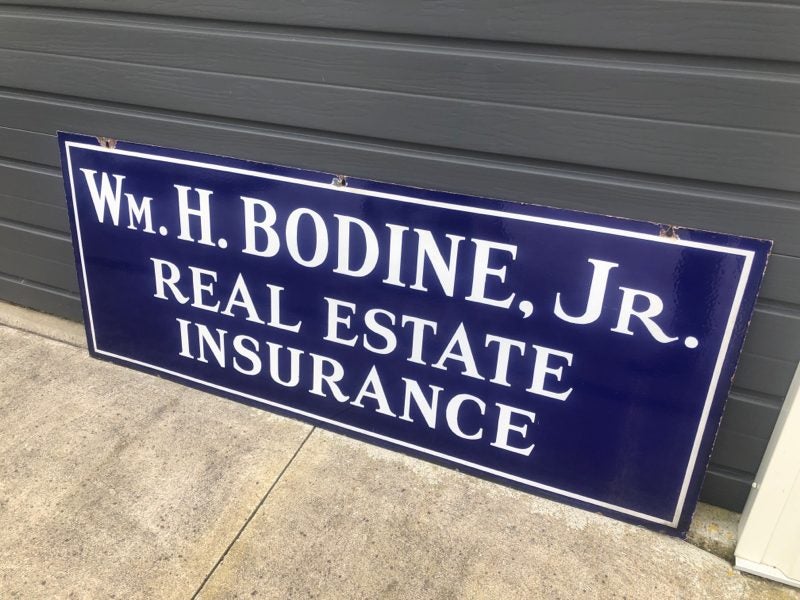 Wm. H. BODINE, JR.
REAL ESTATE
INSURANCE